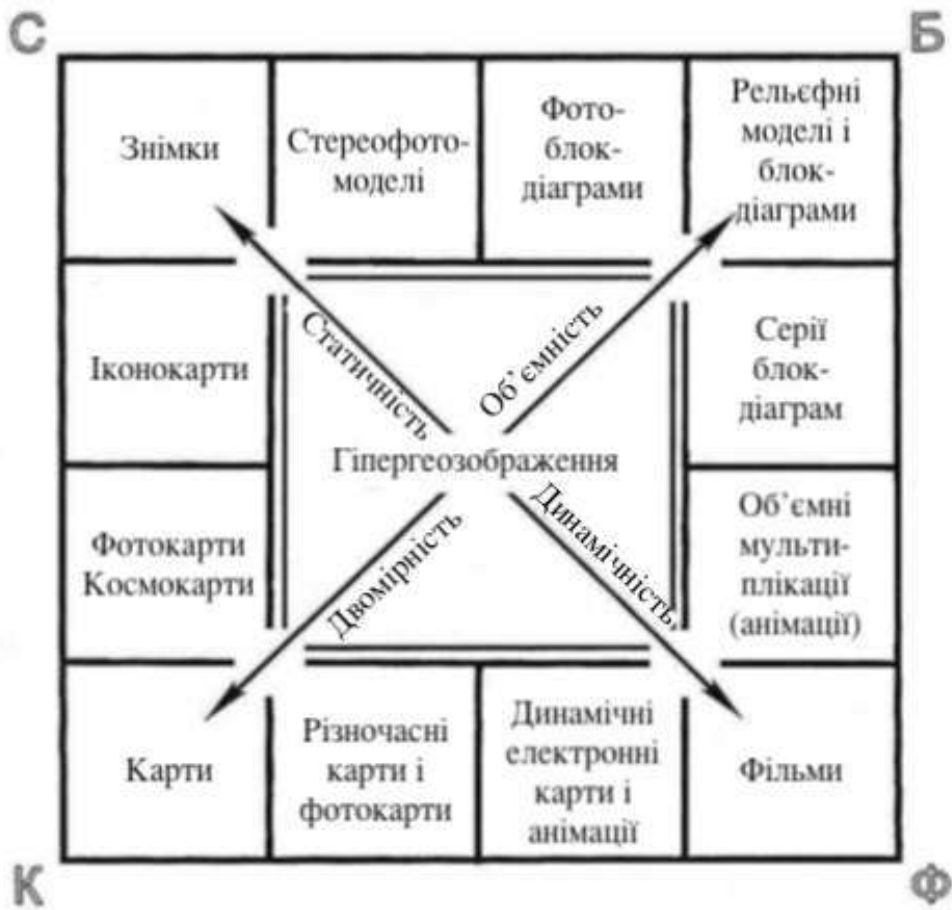 С
Б
Знімки
Стереофото-
моделі
Фото-
блок-
діаграми
Рельєфні
моделі і
блок-
діаграми
Іконокарти
Статичність
Об’ємність
Серії
блок-
діаграм
Гіпергеозображення
Фотокарти
Космокарти
Двомірність
Динамічність
Об’ємні
мульти-
плікації
(анімації)
Карти
Різночасні
карти і
фотокарти
Динамічні
електронні
карти і
анімації
Фільми
К
Ф